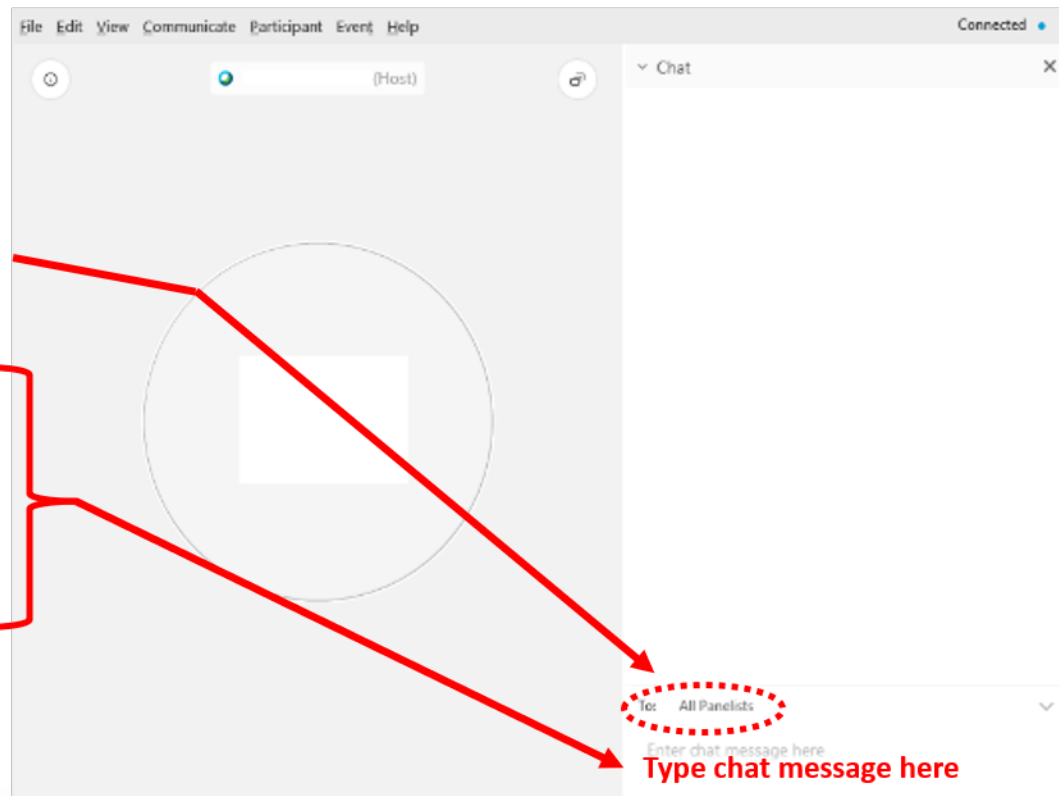 File Edit View Communicate Participant Event Help
Connected
(Host)
Chat
To: All Panelists
Enter chat message here
Type chat message here